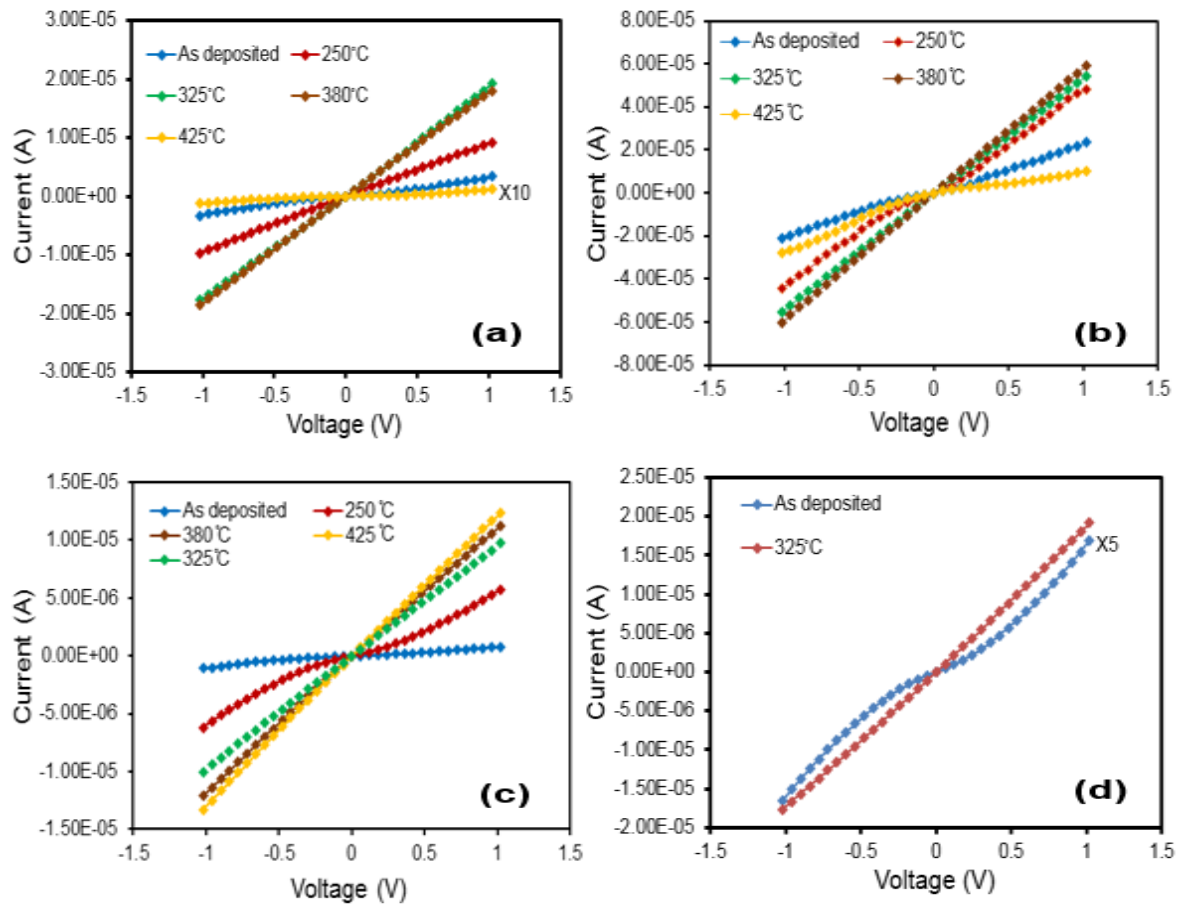 3.00E-05
2.00E-05
1.00E-05
0.00E+00
-1.00E-05
-2.00E-05
-3.00E-05
As deposited 250°C
325°C 380°C
425°C
X10
(a)
-1.5 -1 -0.5 0 0.5 1 1.5
Voltage (V)
Current (A)
8.00E-05
6.00E-05
4.00E-05
2.00E-05
0.00E+00
-2.00E-05
-4.00E-05
-6.00E-05
-8.00E-05
As deposited 250℃
325℃ 380℃
425℃
(b)
-1.5 -1 -0.5 0 0.5 1 1.5
Voltage (V)
Current (A)
1.50E-05
1.00E-05
5.00E-06
0.00E+00
-5.00E-06
-1.00E-05
-1.50E-05
As deposited 250℃
380℃ 425℃
325℃
(c)
-1.5 -1 -0.5 0 0.5 1 1.5
Voltage (V)
Current (A)
2.50E-05
2.00E-05
1.50E-05
1.00E-05
5.00E-06
0.00E+00
-5.00E-06
-1.00E-05
-1.50E-05
-2.00E-05
As deposited
325°C
X5
(d)
-1.5 -1 -0.5 0 0.5 1 1.5
Voltage (V)
Current (A)